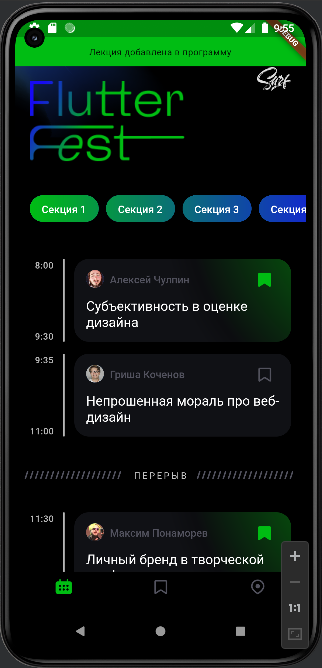 9:55
DEBUG
Лекция добавлена в программу
Flutter
Fest
Surf
Секция 1
Секция 2
Секция 3
Секция
8:00
Алексей Чулпин
Субъективность в оценке
дизайна
9:30
9:35
Гриша Коченов
Непрошенная мораль про веб-
дизайн
11:00
ПЕРЕРЫВ
11:30
Максим Понаморев
Личный бренд в творческой
1:1